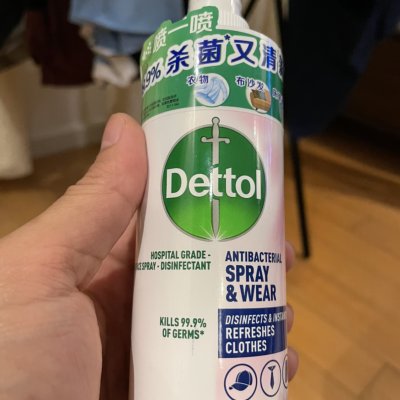 喷一喷
杀菌又清
衣物
布沙发
Dettol
HOSPITAL GRADE -
SPRAY - DISINFECTANT
KILLS 99.9%
OF GERMS*
ANTIBACTERIAL
SPRAY
& WEAR
DISINFECTS &
REFRESHES
CLOTHES